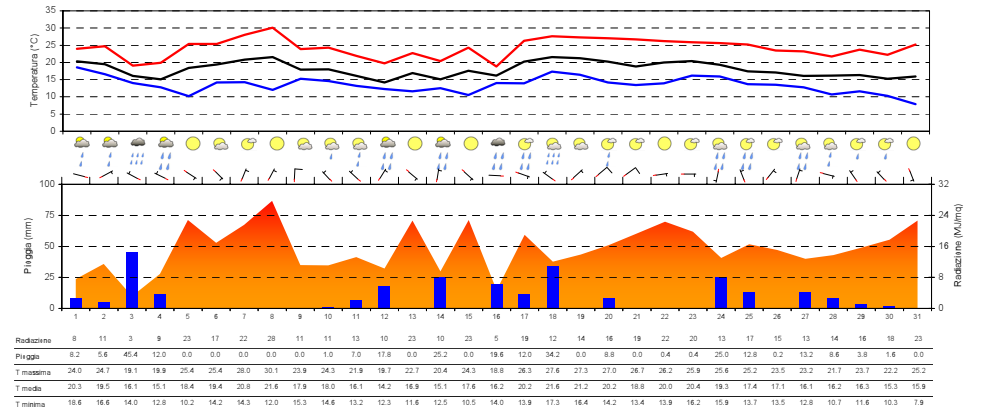 35
30
25
20
15
10
5
0
Temperatura (°C)
100
75
50
25
0
Pioggia (mm)
32
24
16
8
0
Radiazione (MJ/mq)
1 2 3 4 5 6 7 8 9 10 11 12 13 14 15 16 17 18 19 20 21 22 23 24 25 26 27 28 29 30 31
Radiazione 8 11 3 9 23 17 22 28 11 11 13 10 23 10 23 5 19 12 14 16 19 22 20 13 16 15 13 14 16 18 23
Pioggia 8.2 5.6 45.4 12.0 0.0 0.0 0.0 0.0 0.0 1.0 7.0 17.8 0.0 25.2 0.0 19.6 12.0 34.2 0.0 8.8 0.0 0.4 0.4 25.0 12.8 0.2 13.2 8.6 3.8 1.6 0.0
T massima 24.0 24.7 19.1 19.9 25.4 25.4 28.0 30.1 23.9 24.3 21.9 19.7 22.7 20.4 24.3 18.8 26.3 27.6 27.3 27.0 26.7 26.2 25.9 25.6 25.2 23.5 23.2 21.7 23.7 22.2 25.2
T media 20.3 19.5 16.1 15.1 18.4 19.4 20.8 21.6 17.9 18.0 16.1 14.2 16.9 15.1 17.6 16.2 20.2 21.6 21.2 20.2 18.8 20.0 20.4 19.3 17.4 17.1 16.1 16.2 16.3 15.3 15.9
T minima 18.6 16.6 14.0 12.8 10.2 14.2 14.3 12.0 15.3 14.6 13.2 12.3 11.6 12.5 10.5 14.0 13.9 17.3 16.4 14.2 13.4 13.9 16.2 15.9 13.7 13.5 12.8 10.7 11.6 10.3 7.9